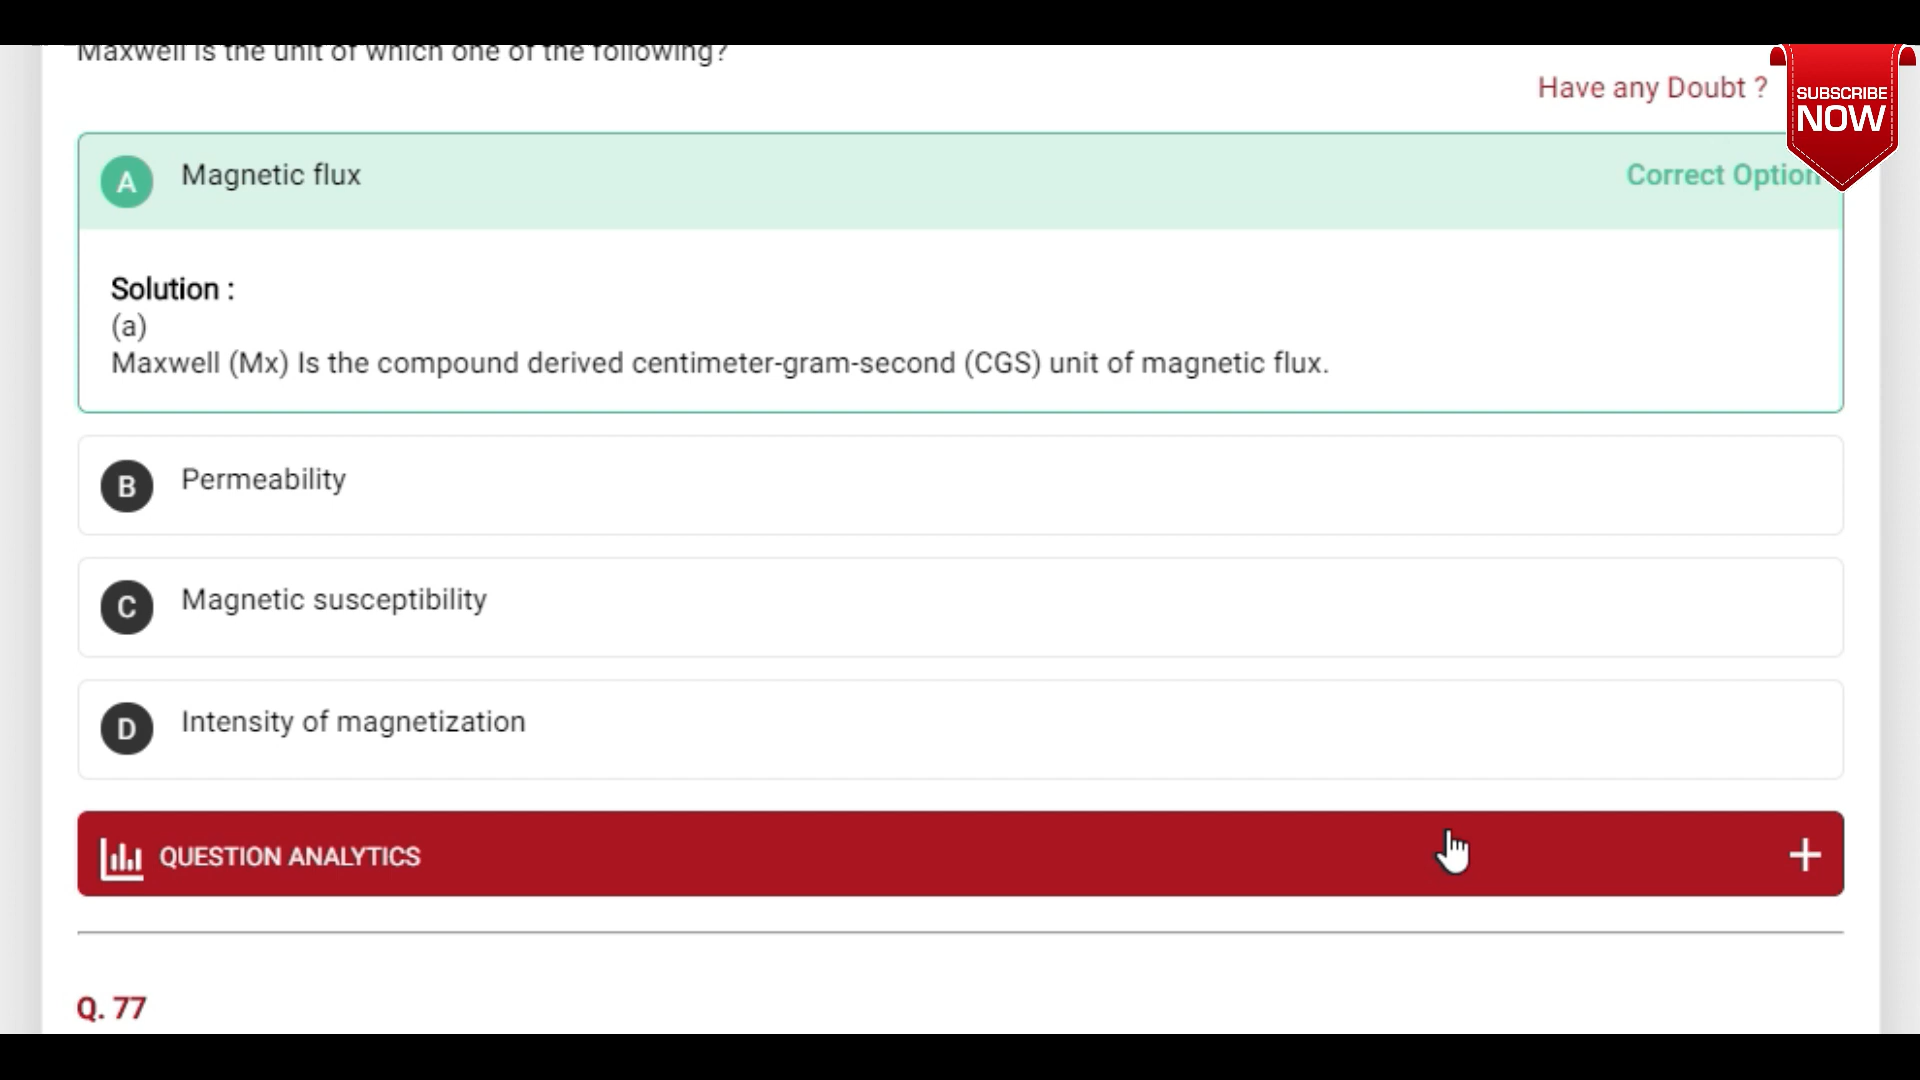 Maxwell is the unit of which one of the following?
Have any Doubt ?
SUBSCRIBE
NOW
A Magnetic flux
Correct Option
Solution :
(a)
Maxwell (Mx) Is the compound derived centimeter-gram-second (CGS) unit of magnetic flux.
B Permeability
C Magnetic susceptibility
D Intensity of magnetization
QUESTION ANALYTICS
+
Q. 77